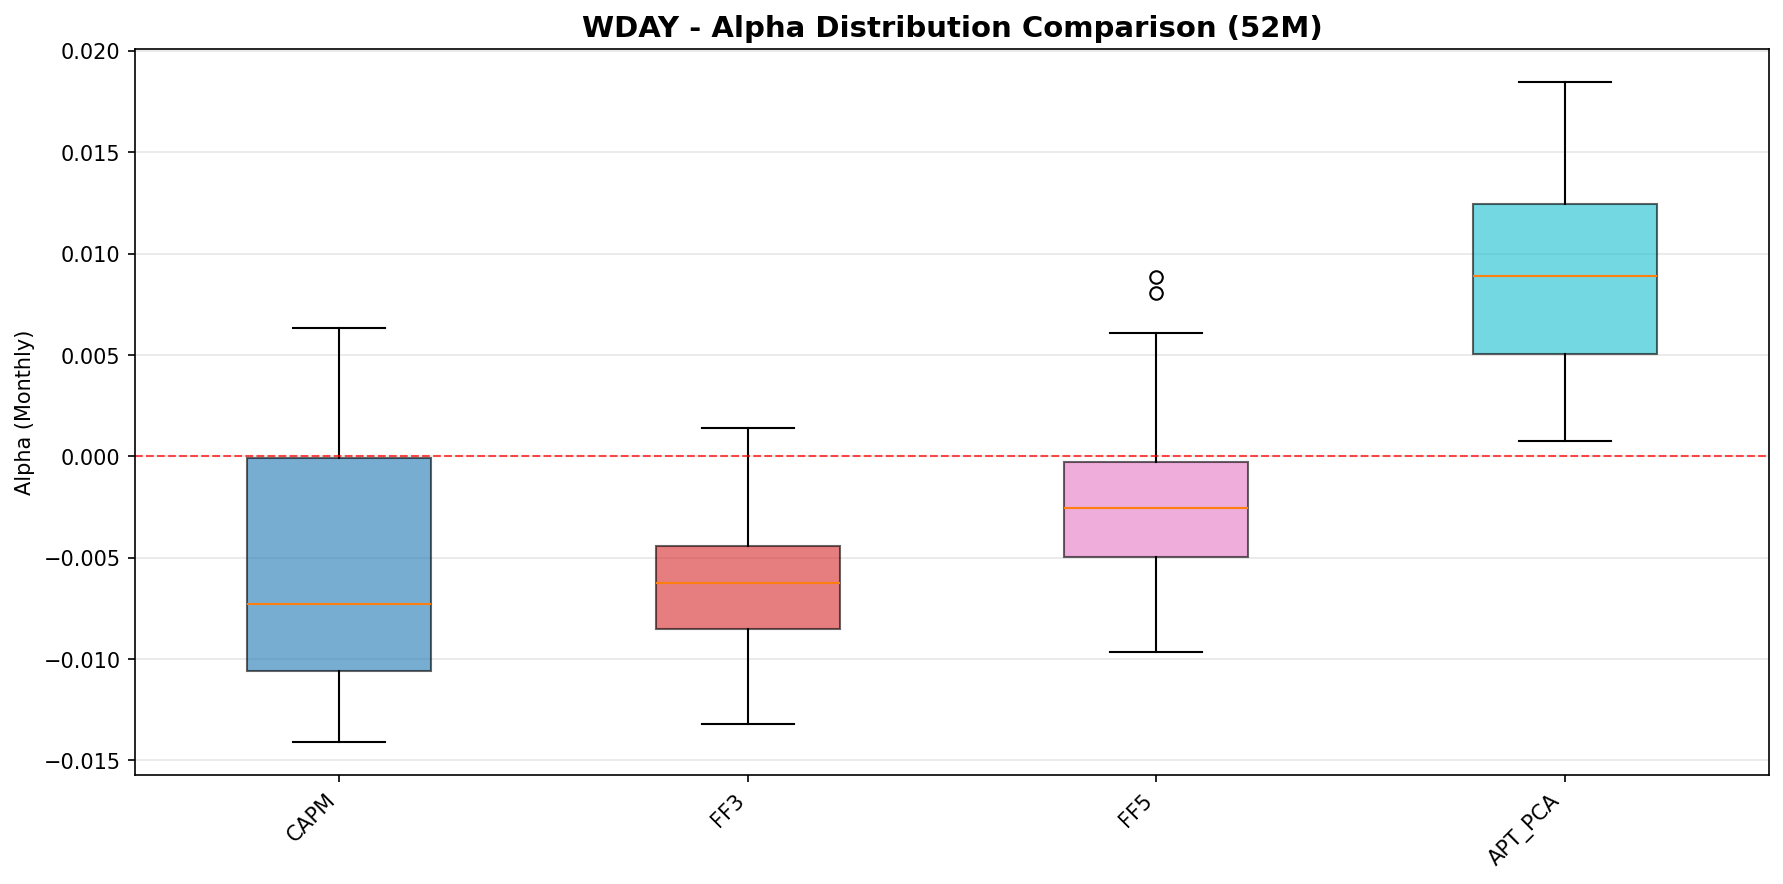 WDAY - Alpha Distribution Comparison (52M)
Alpha (Monthly)
0.020
0.015
0.010
0.005
0.000
−0.005
−0.010
−0.015
CAPM
FF3
FF5
APT_PCA